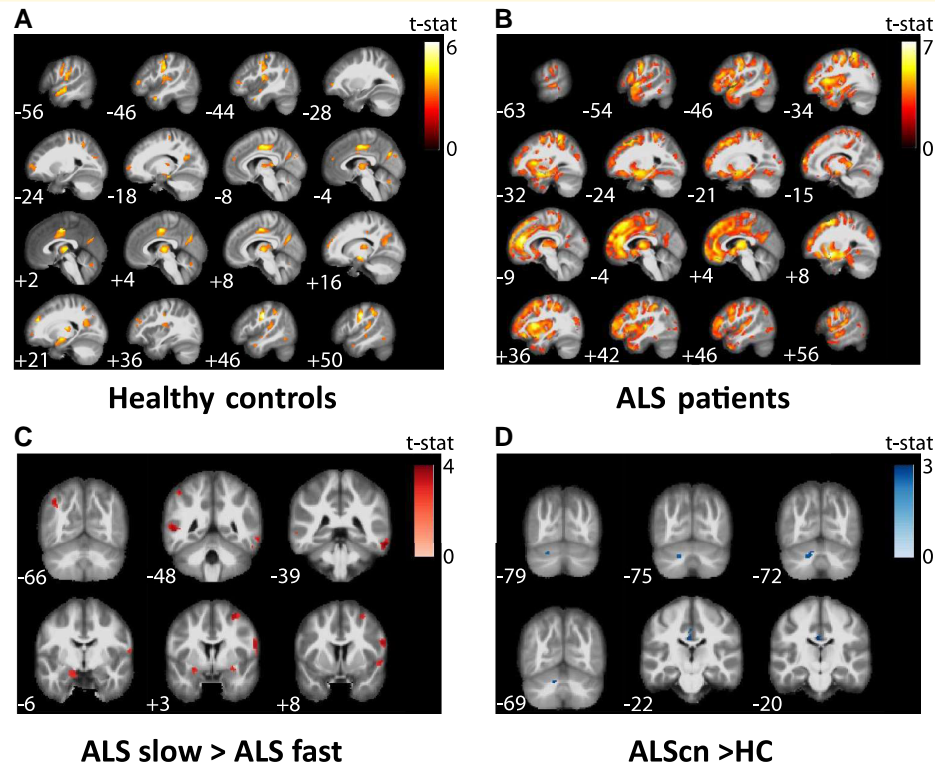 A
t-stat
6
0
-56 -46 -44 -28
-24 -18 -8 -4
+2 +4 +8 +16
+21 +36 +46 +50
Healthy controls
B
t-stat
7
0
-63 -54 -46 -34
-32 -24 -21 -15
-9 -4 +4 +8
+36 +42 +46 +56
ALS patients
C
t-stat
4
0
-66 -48 -39
-6 +3 +8
ALS slow > ALS fast
D
t-stat
3
0
-79 -75 -72
-69 -22 -20
ALScn >HC